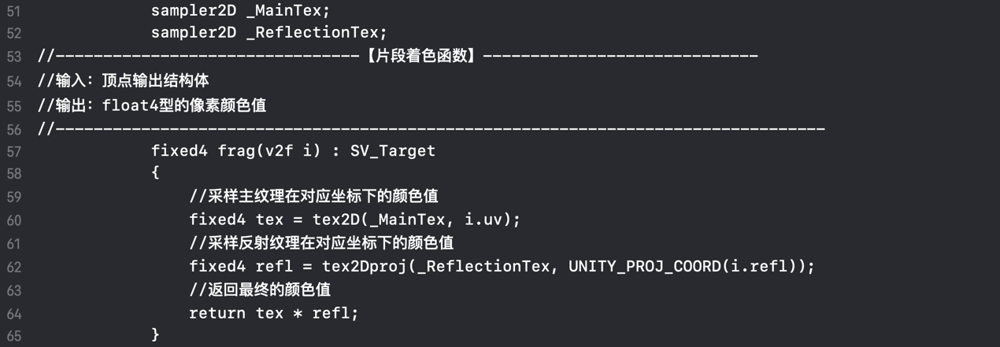 51 sampler2D _MainTex;
52 sampler2D _ReflectionTex;
53 //--------------------------------【片段着色函数】-----------------------------
54 //输入：顶点输出结构体
55 //输出：float4型的像素颜色值
56 //---------------------------------------------------------------------------------
57 fixed4 frag(v2f i) : SV_Target
58 {
59 //采样主纹理在对应坐标下的颜色值
60 fixed4 tex = tex2D(_MainTex, i.uv);
61 //采样反射纹理在对应坐标下的颜色值
62 fixed4 refl = tex2Dproj(_ReflectionTex, UNITY_PROJ_COORD(i.refl));
63 //返回最终的颜色值
64 return tex * refl;
65 }